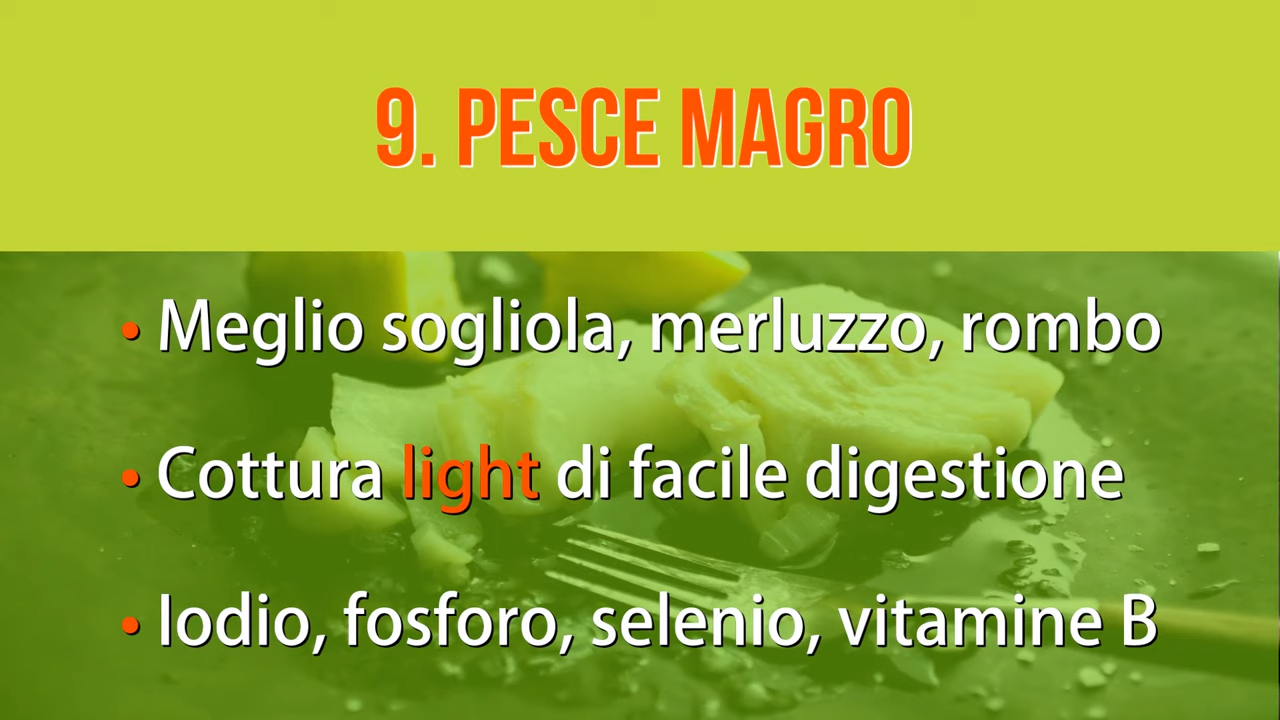 9. PESCE MAGRO
• Meglio sogliola, merluzzo, rombo
• Cottura light di facile digestione
• Iodio, fosforo, selenio, vitamine B